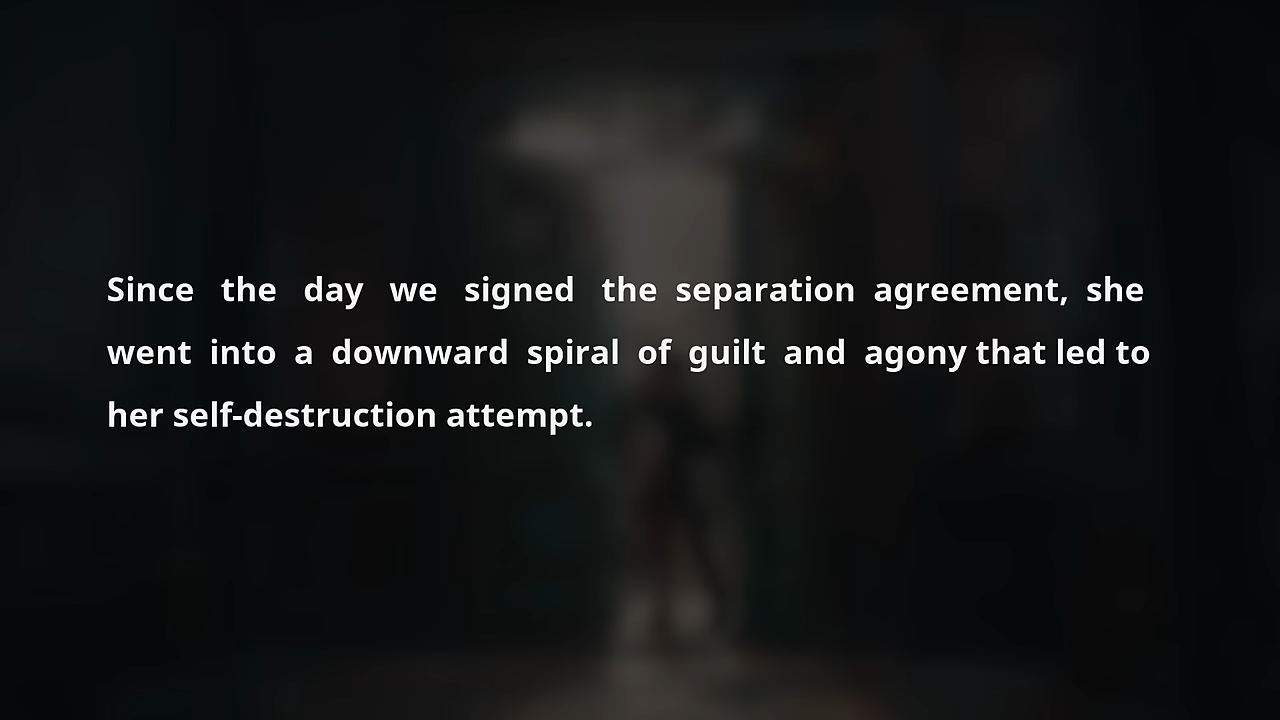 Since the day we signed the separation agreement, she
went into a downward spiral of guilt and agony that led to
her self-destruction attempt.